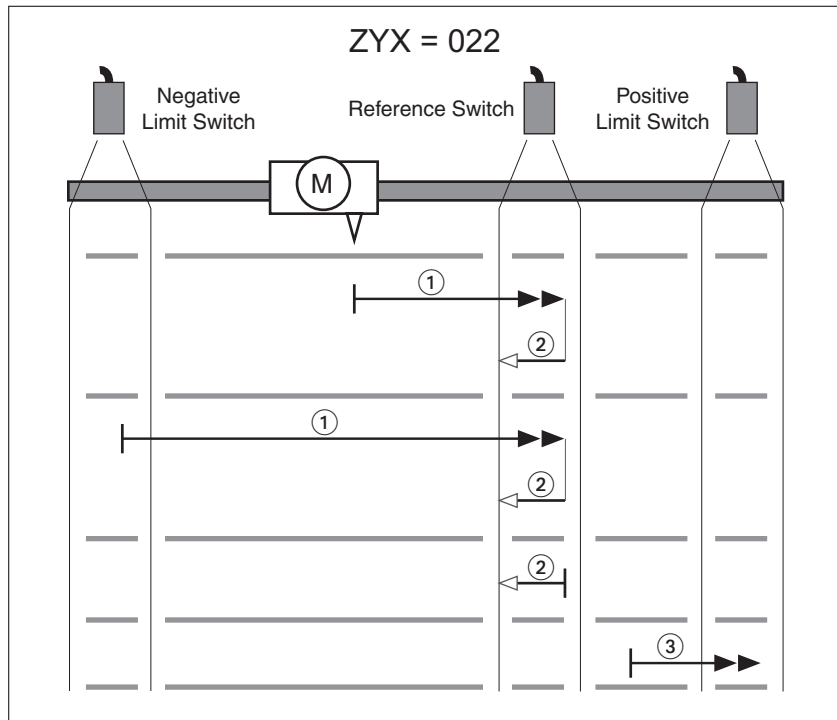 ZYX = 022
Negative
Limit Switch
Reference Switch
Positive
Limit Switch
M
1
2
1
2
2
3